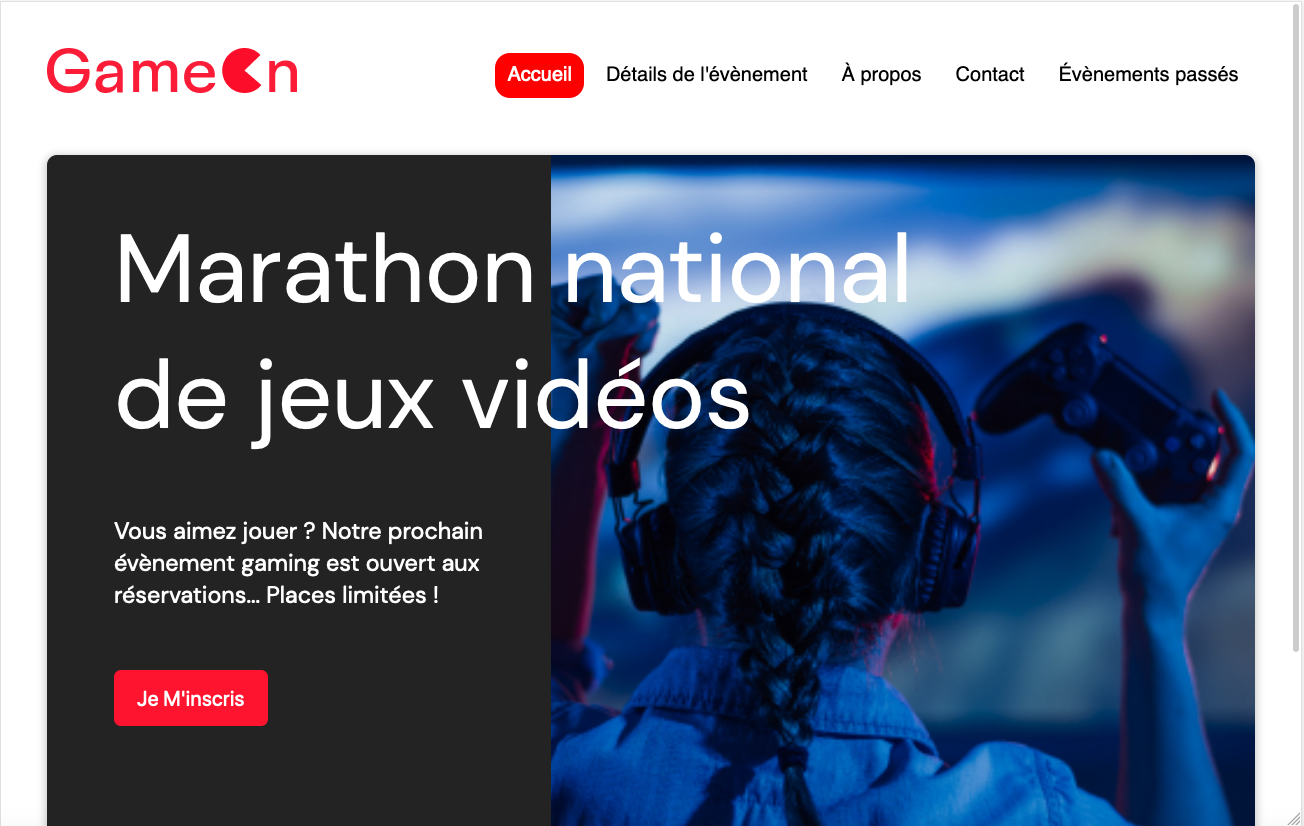 GameOn
Accueil
Détails de l'évènement
À propos
Contact
Évènements passés
Marathon national
de jeux vidéos
Vous aimez jouer ? Notre prochain
évènement gaming est ouvert aux
réservations... Places limitées !
Je M'inscris